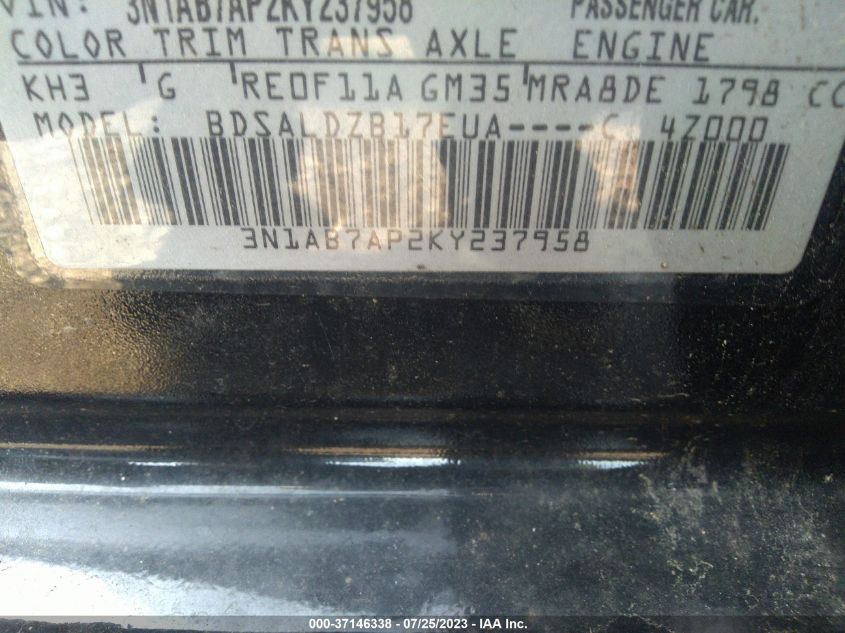 VIN: 3N1AB7AP2KY237958 PASSENGER CAR.
COLOR TRIM TRANS AXLE ENGINE
KH3 G RE0F11A GM35 MRA8DE 1798 CC
MODEL: BDSALDZB17EUA----C 4Z000
3N1AB7AP2KY237958
000-37146338 - 07/25/2023 - IAA Inc.